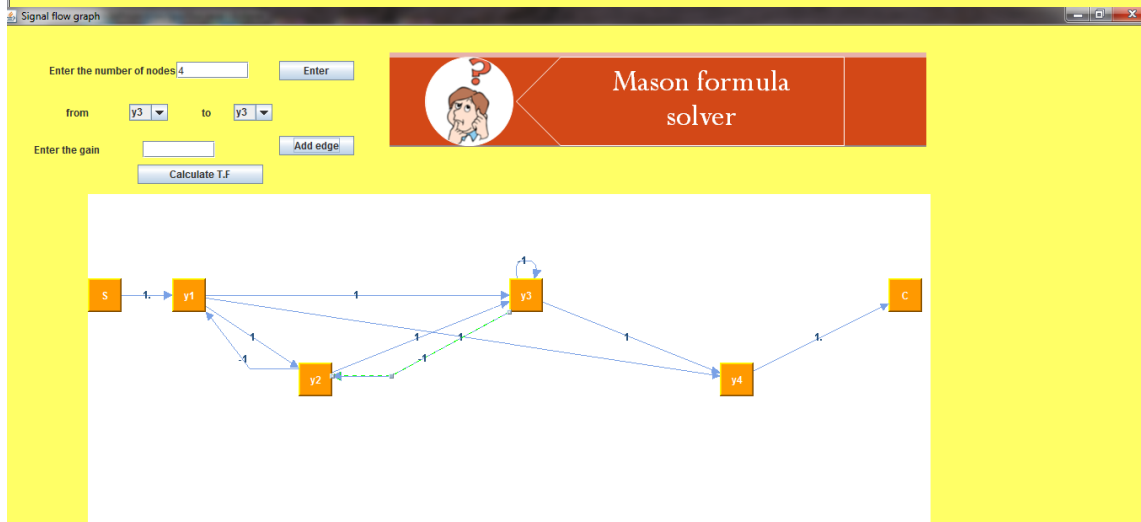 Signal flow graph
Enter the number of nodes 4 Enter
Mason formula
solver
from y3 to y3
Enter the gain Add edge
Calculate T.F
-1
S 1. y1 1 y3 C
1 1 1 1 1.
-1 -1
y2 y4